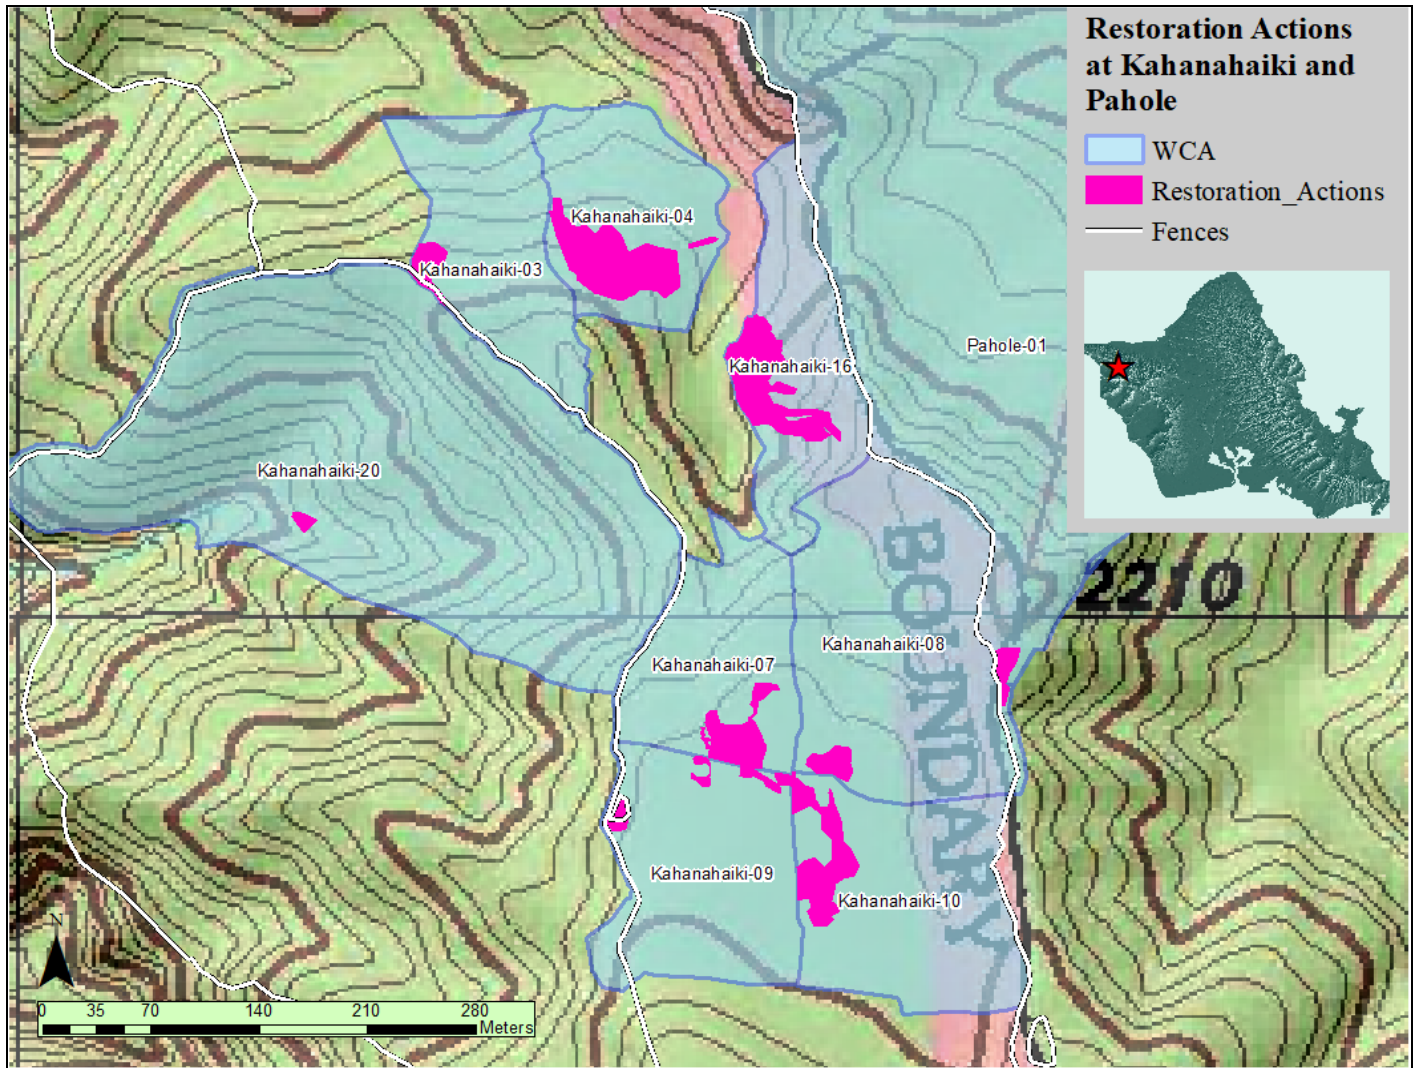 Restoration Actions
at Kahanahaiki and
Pahole
WCA
Restoration_Actions
Fences
Kahanahaiki-04
Kahanahaiki-03
Pahole-01
Kahanahaiki-16
Kahanahaiki-20
BOUNDARY
2210
Kahanahaiki-08
Kahanahaiki-07
Kahanahaiki-09
Kahanahaiki-10
N
0 35 70 140 210 280
Meters